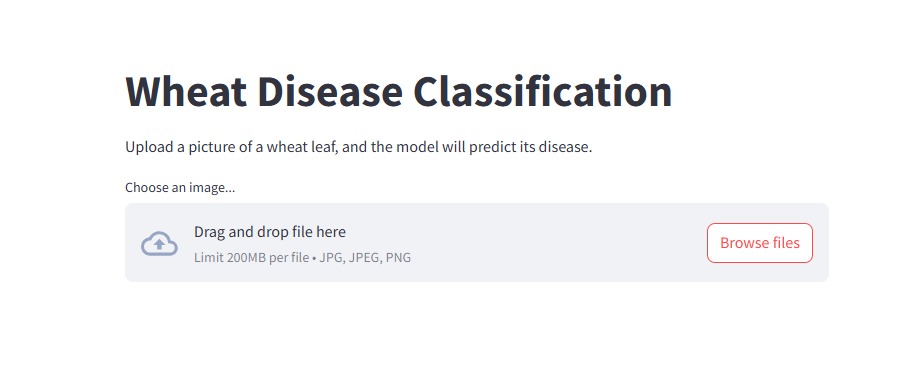 Wheat Disease Classification
Upload a picture of a wheat leaf, and the model will predict its disease.
Choose an image...
Drag and drop file here
Limit 200MB per file • JPG, JPEG, PNG
Browse files